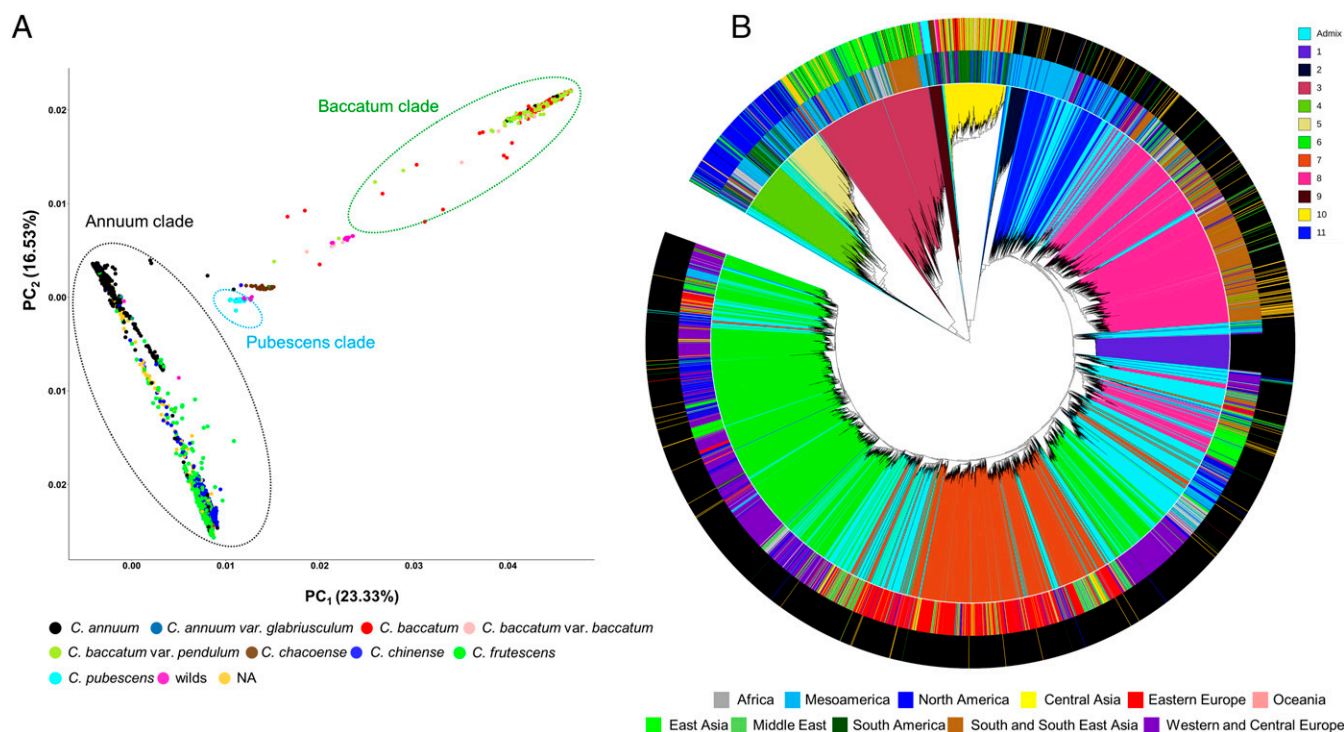 A
B
Baccatum clade
Annuum clade
Pubescens clade
PC2 (16.53%)
0.02
0.01
0.00
0.01
0.02
0.00
0.01
0.02
0.03
0.04
PC1 (23.33%)
C. annuum
C. annuum var. glabriusculum
C. baccatum
C. baccatum var. baccatum
C. baccatum var. pendulum
C. chacoense
C. chinense
C. frutescens
C. pubescens
wilds
NA
Admix
1
2
3
4
5
6
7
8
9
10
11
Africa
Mesoamerica
North America
Central Asia
Eastern Europe
Oceania
East Asia
Middle East
South America
South and South East Asia
Western and Central Europe